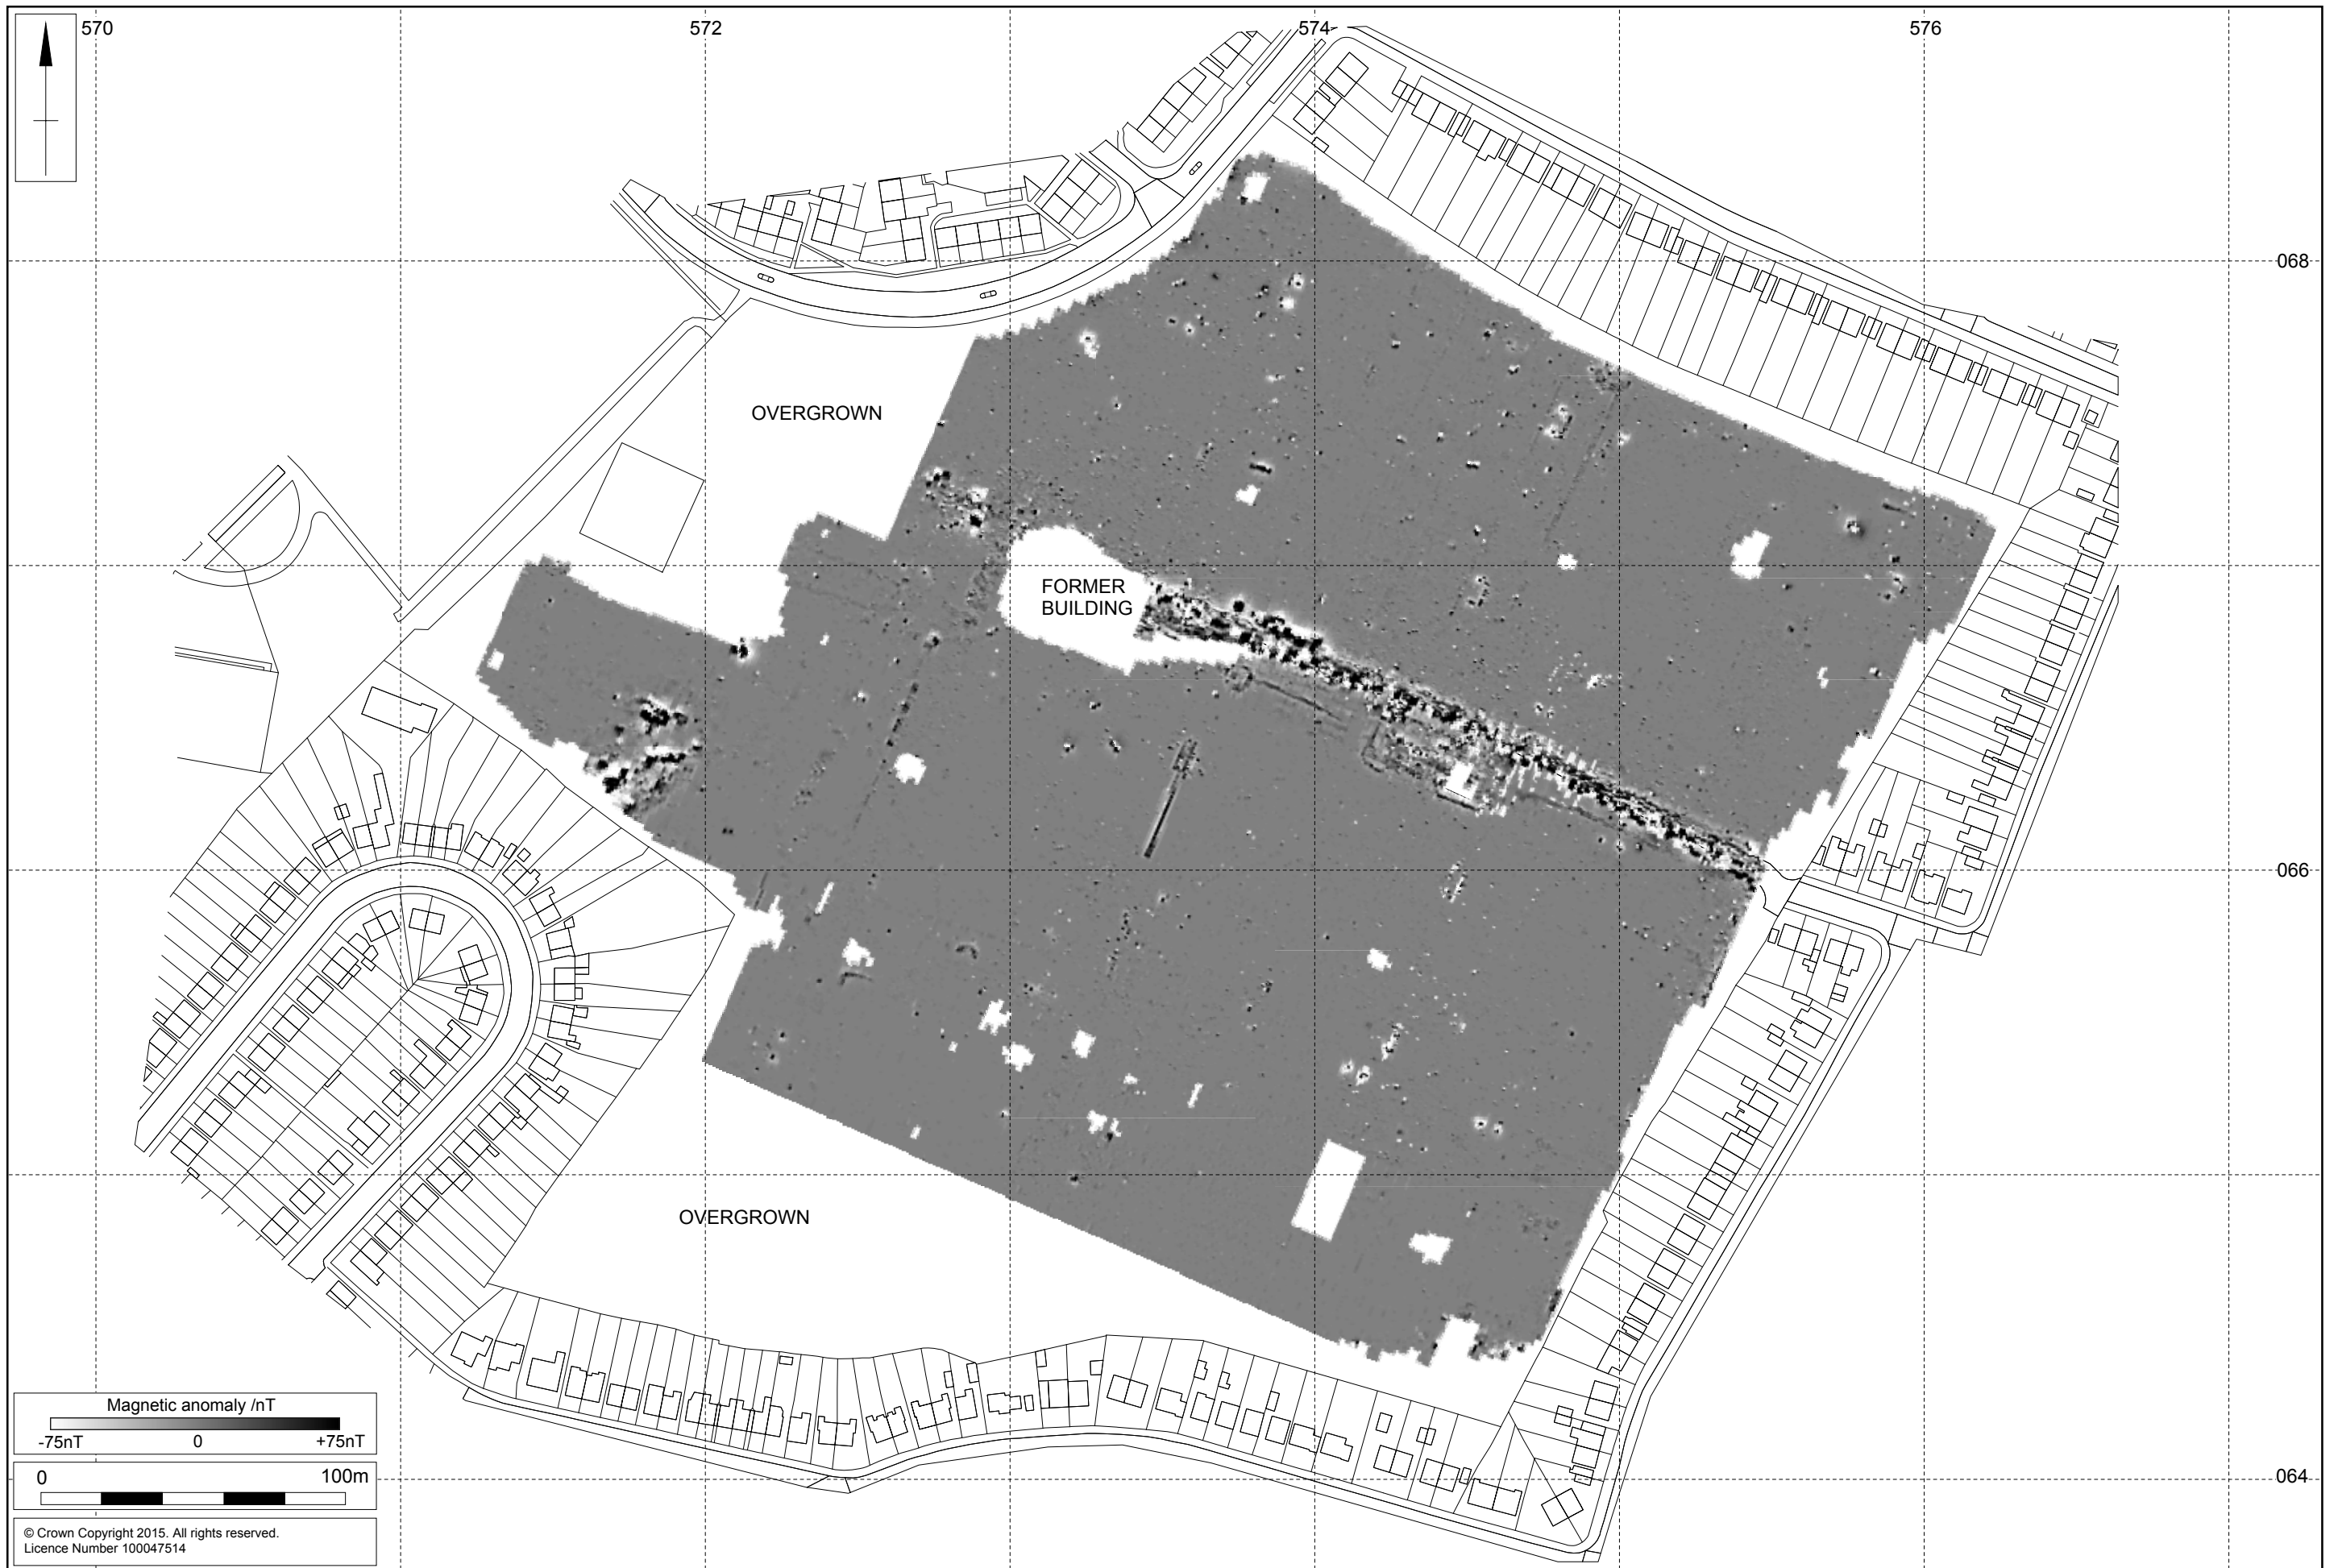 570
572
574
576
068
OVERGROWN
FORMER
BUILDING
066
OVERGROWN
Magnetic anomaly /nT
-75nT 0 +75nT
0 100m
064
© Crown Copyright 2015. All rights reserved.
Licence Number 100047514